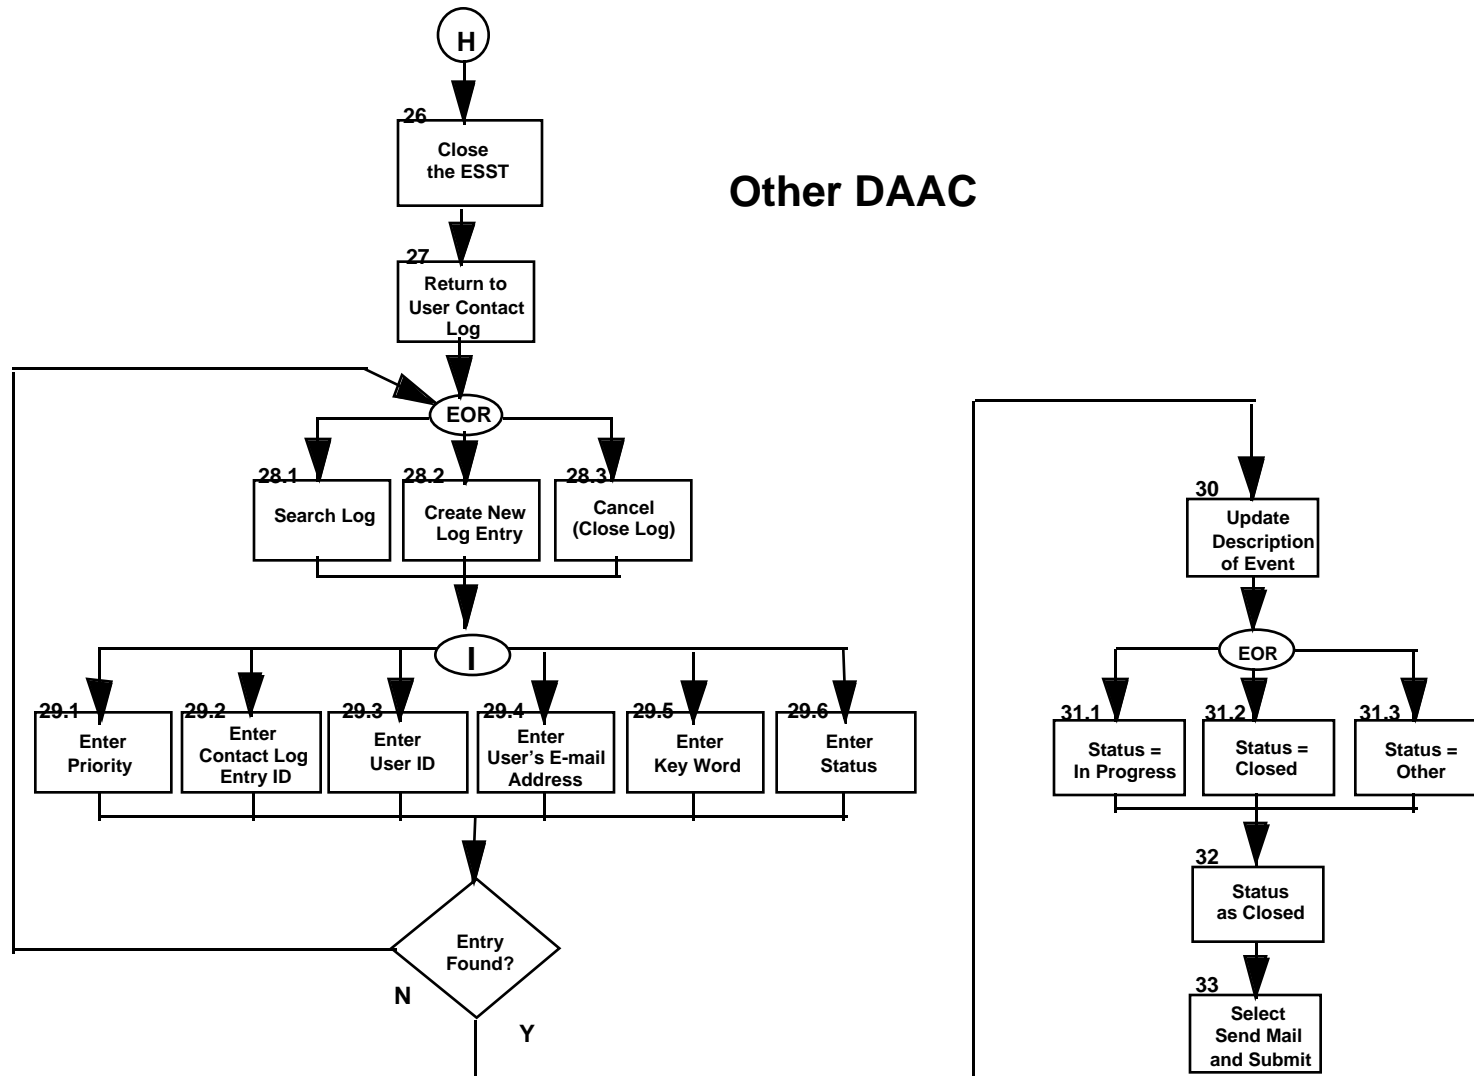 H
26
Close
the ESST
Other DAAC
27
Return to
User Contact
Log
EOR
28.1
Search Log
28.2
Create New
Log Entry
28.3
Cancel
(Close Log)
I
29.1
Enter
Priority
29.2
Enter
Contact Log
Entry ID
29.3
Enter
User ID
29.4
Enter
User's E-mail
Address
29.5
Enter
Key Word
29.6
Enter
Status
Entry
Found?
N
Y
30
Update
Description
of Event
EOR
31.1
Status =
In Progress
31.2
Status =
Closed
31.3
Status =
Other
32
Status
as Closed
33
Select
Send Mail
and Submit